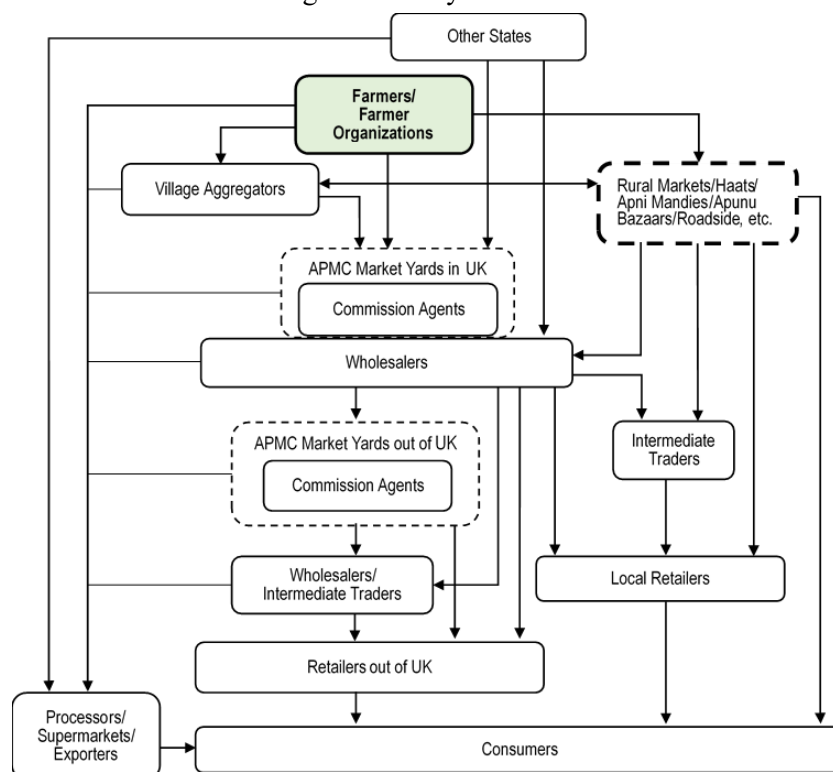 Other States
Farmers/
Farmer
Organizations
Village Aggregators
Rural Markets/Haats/
Apni Mandies/Apunu
Bazaars/Roadside, etc.
APMC Market Yards in UK
Commission Agents
Wholesalers
APMC Market Yards out of UK
Commission Agents
Intermediate
Traders
Wholesalers/
Intermediate Traders
Local Retailers
Retailers out of UK
Processors/
Supermarkets/
Exporters
Consumers